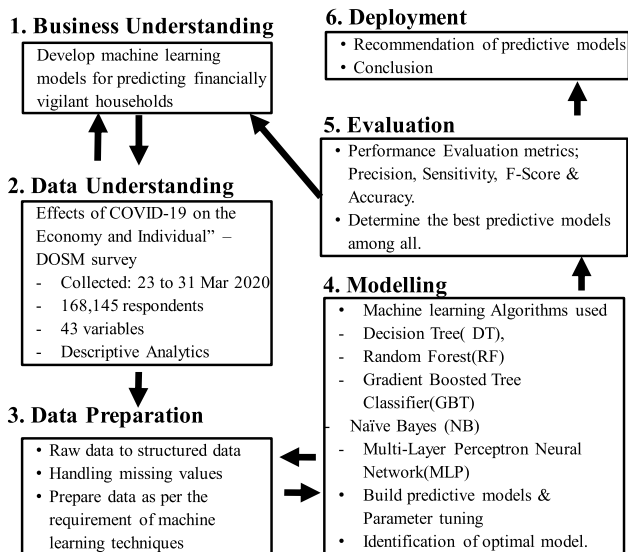 1. Business Understanding
Develop machine learning
models for predicting financially
vigilant households
2. Data Understanding
Effects of COVID-19 on the
Economy and Individual” –
DOSM survey
- Collected: 23 to 31 Mar 2020
- 168,145 respondents
- 43 variables
- Descriptive Analytics
3. Data Preparation
• Raw data to structured data
• Handling missing values
• Prepare data as per the
requirement of machine
learning techniques
4. Modelling
• Machine learning Algorithms used
- Decision Tree( DT),
- Random Forest(RF)
- Gradient Boosted Tree
Classifier(GBT)
- Naïve Bayes (NB)
- Multi-Layer Perceptron Neural
Network(MLP)
• Build predictive models &
Parameter tuning
• Identification of optimal model.
5. Evaluation
• Performance Evaluation metrics;
Precision, Sensitivity, F-Score &
Accuracy.
• Determine the best predictive models
among all.
6. Deployment
• Recommendation of predictive models
• Conclusion